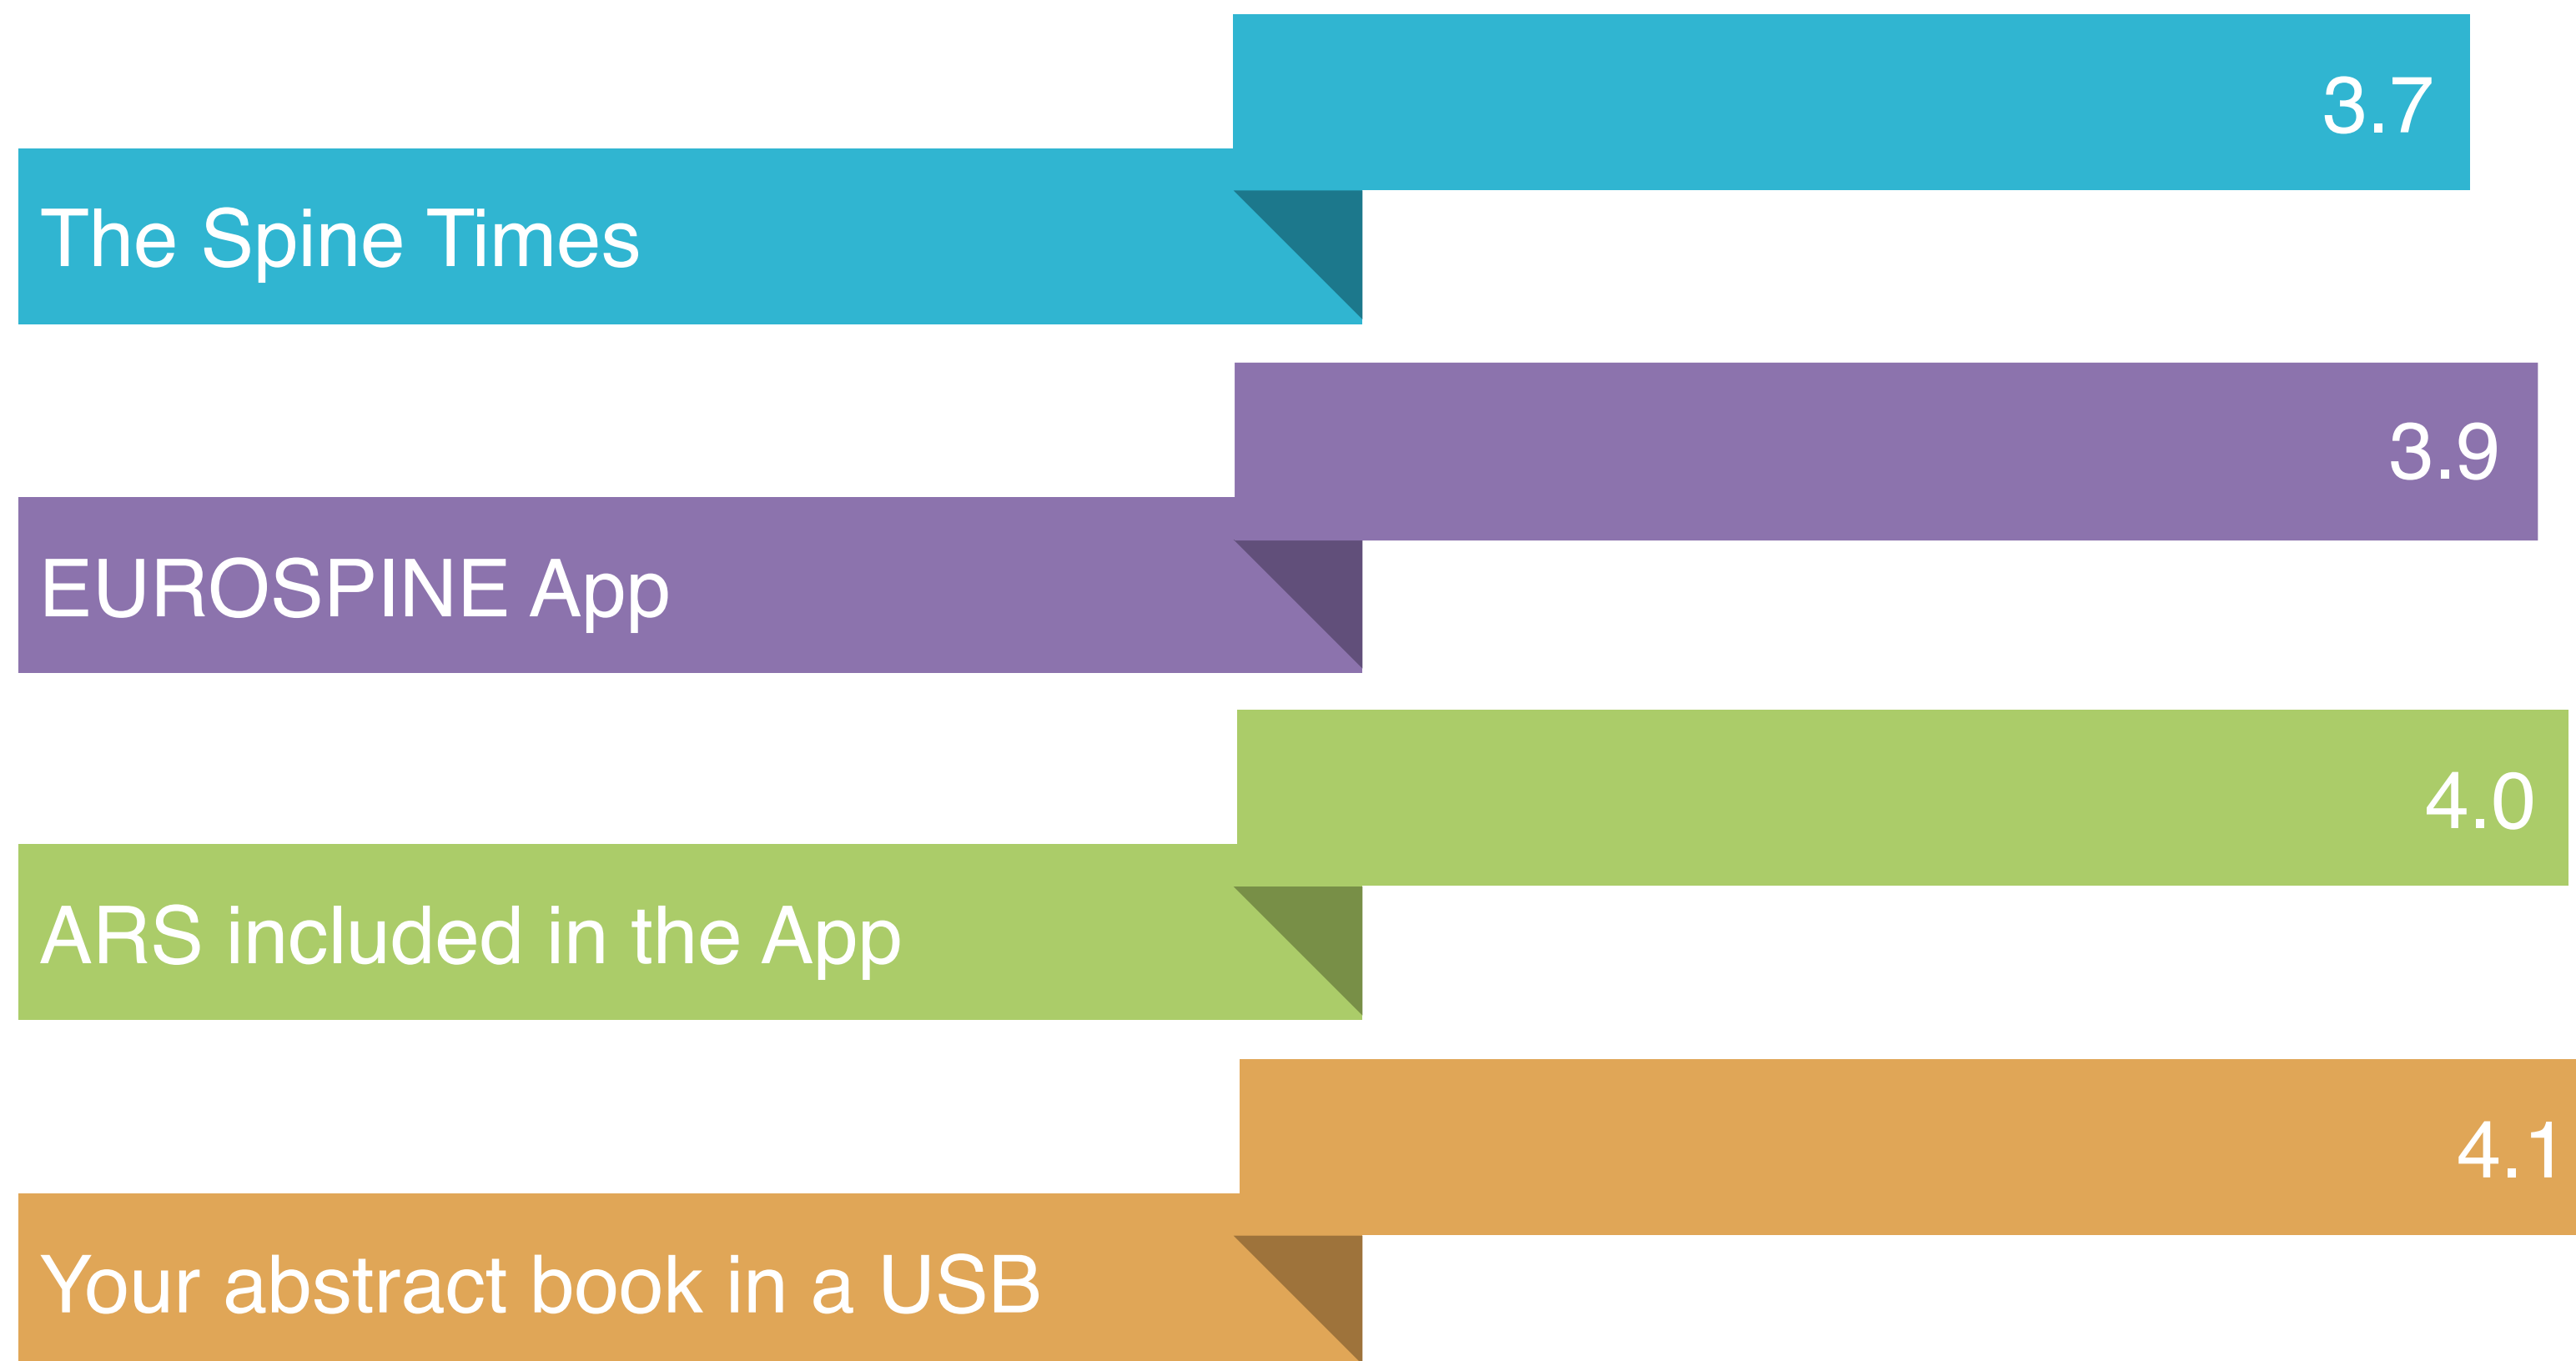 3.7
The Spine Times
3.9
EUROSPINE App
4.0
ARS included in the App
4.1
Your abstract book in a USB